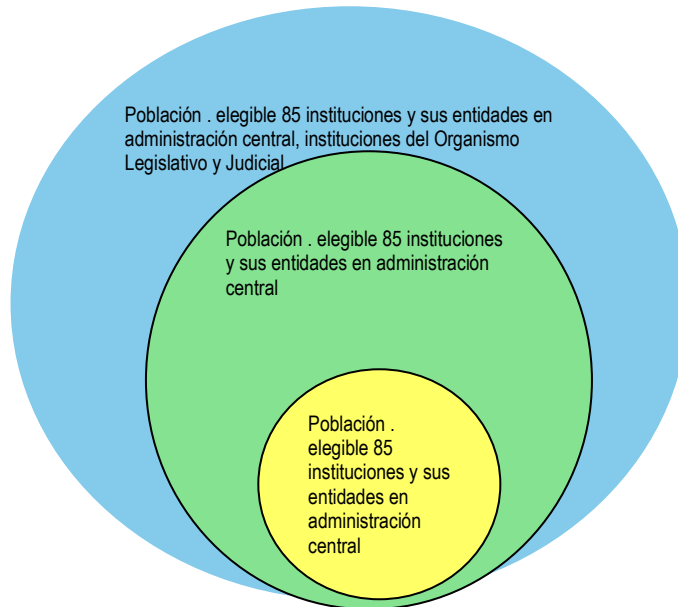 Población . elegible 85 instituciones y sus entidades en
administración central, instituciones del Organismo
Legislativo y Judicial
Población . elegible 85 instituciones
y sus entidades en administración
central
Población .
elegible 85
instituciones y sus
entidades en
administración
central